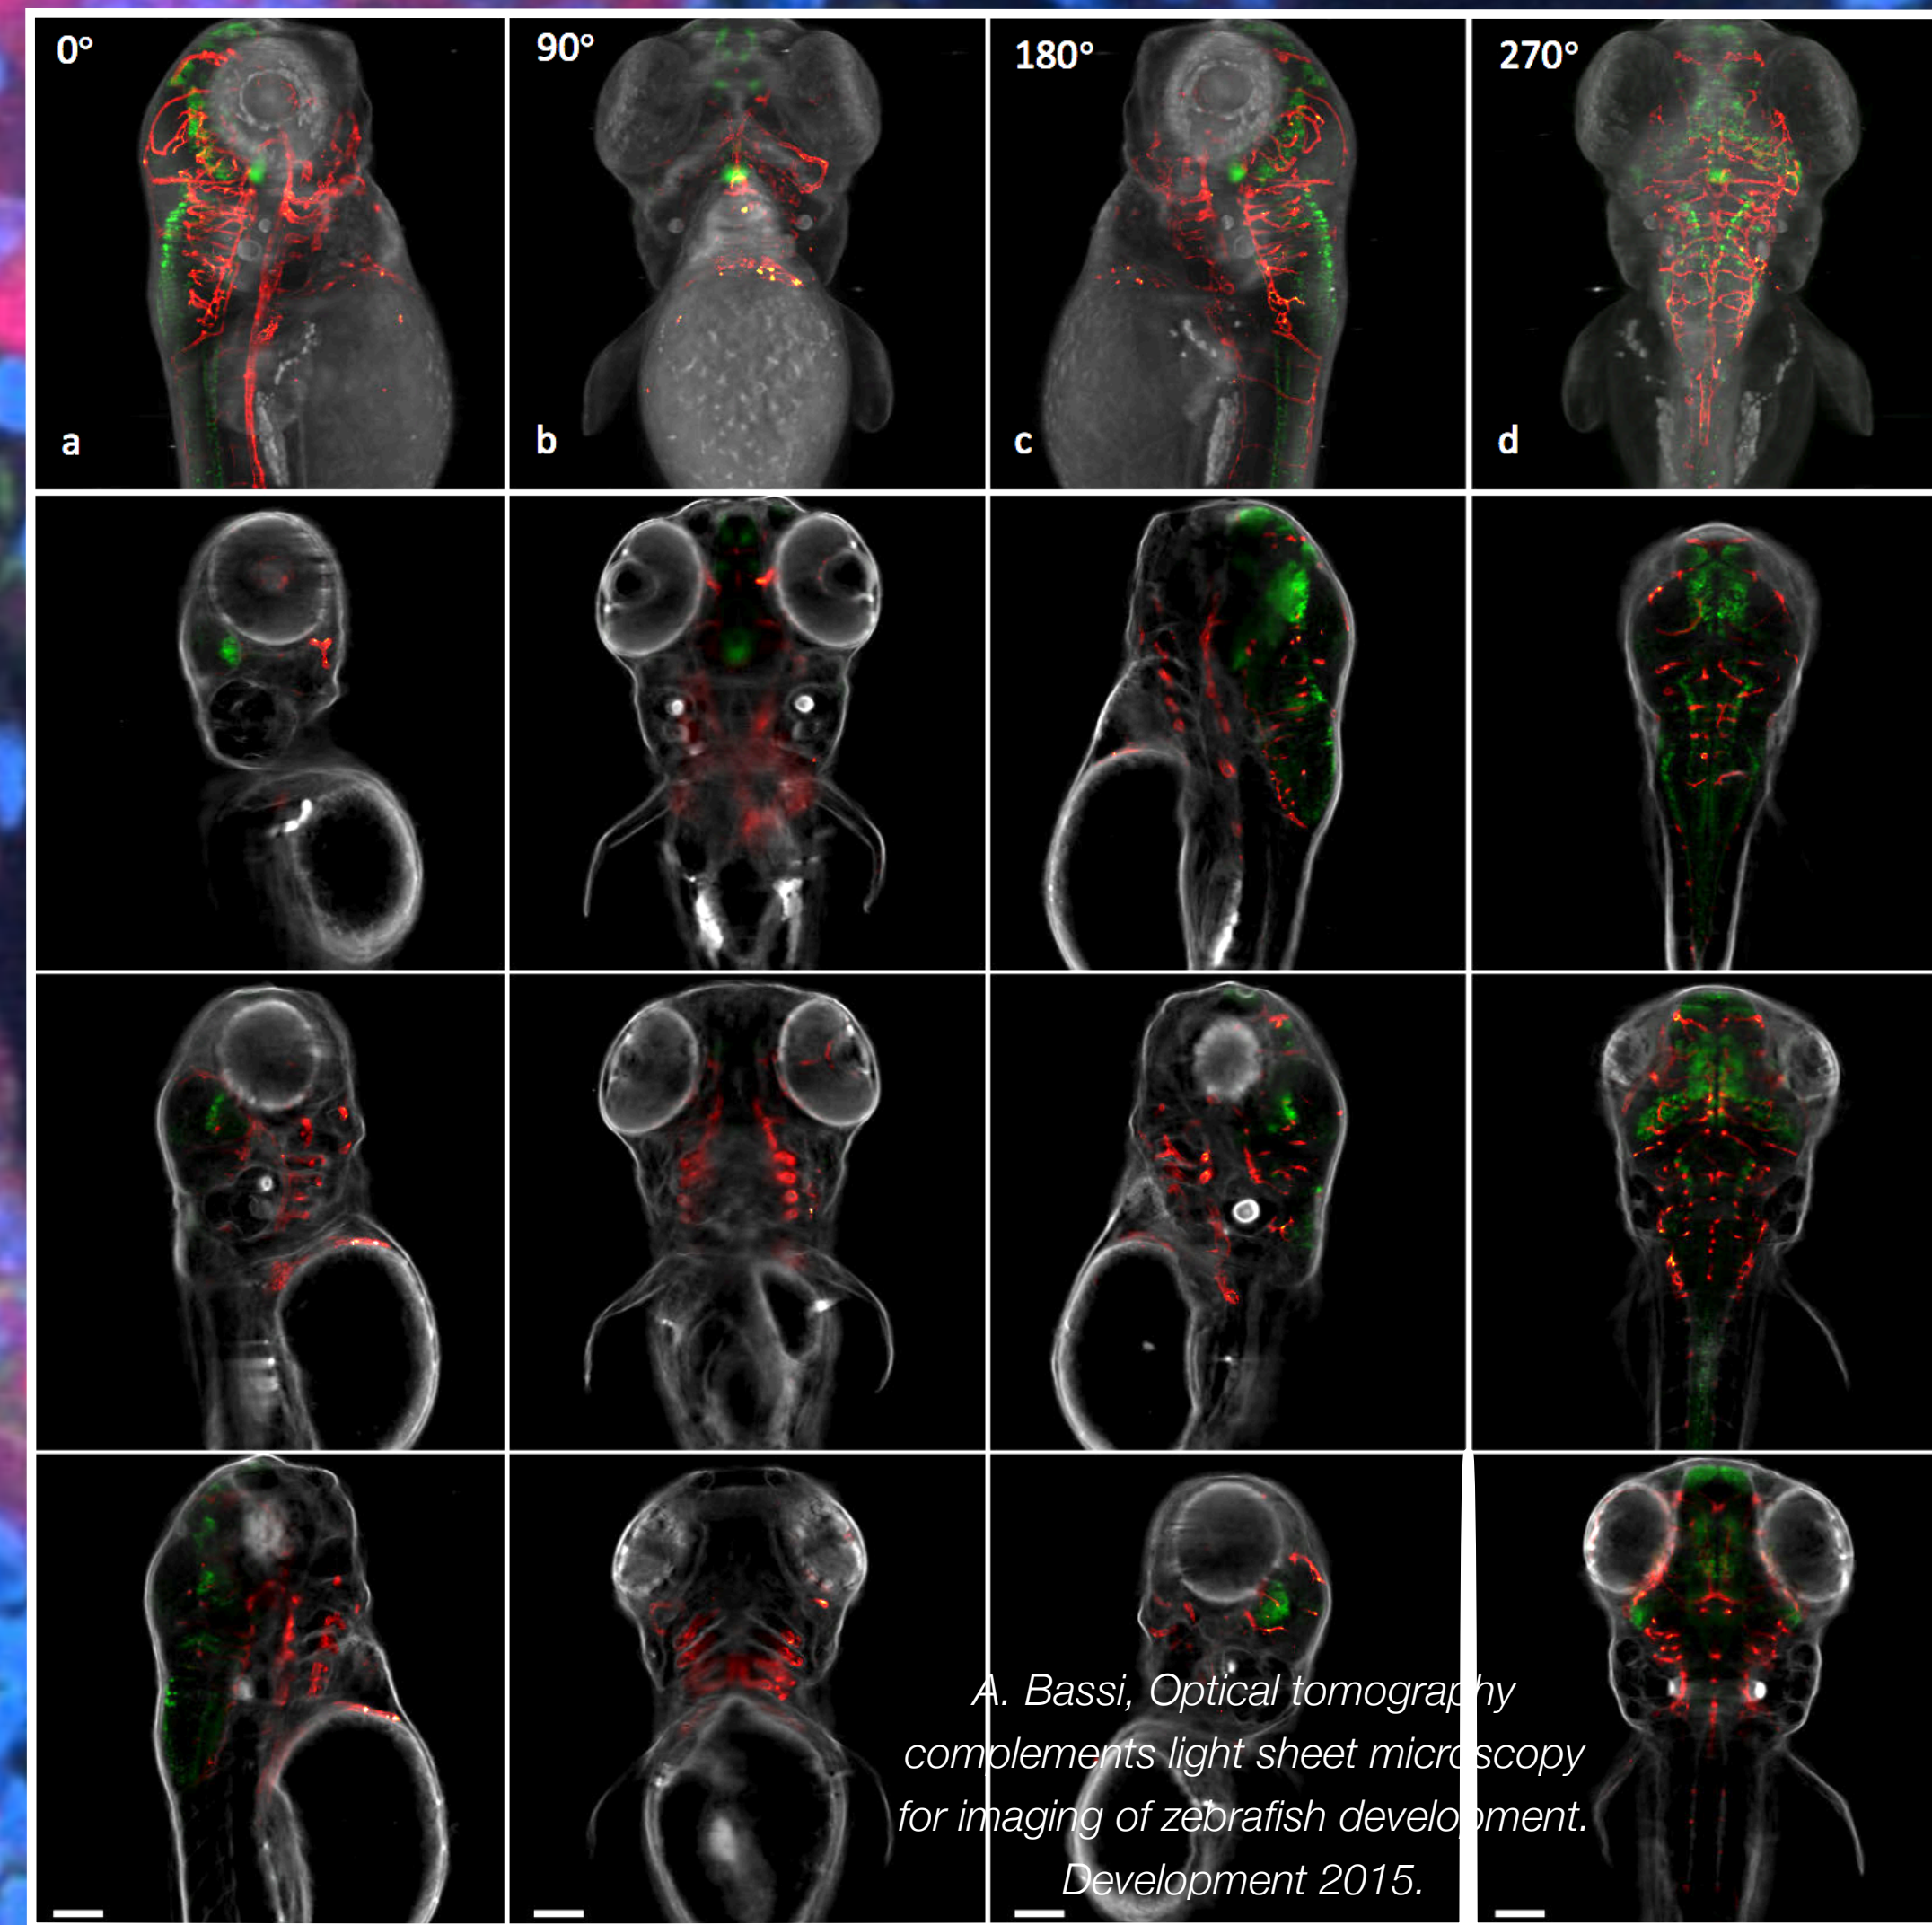 0°
90°
180°
270°
a
b
c
d
A. Bassi, Optical tomography
complements light sheet microscopy
for imaging of zebrafish development.
Development 2015.